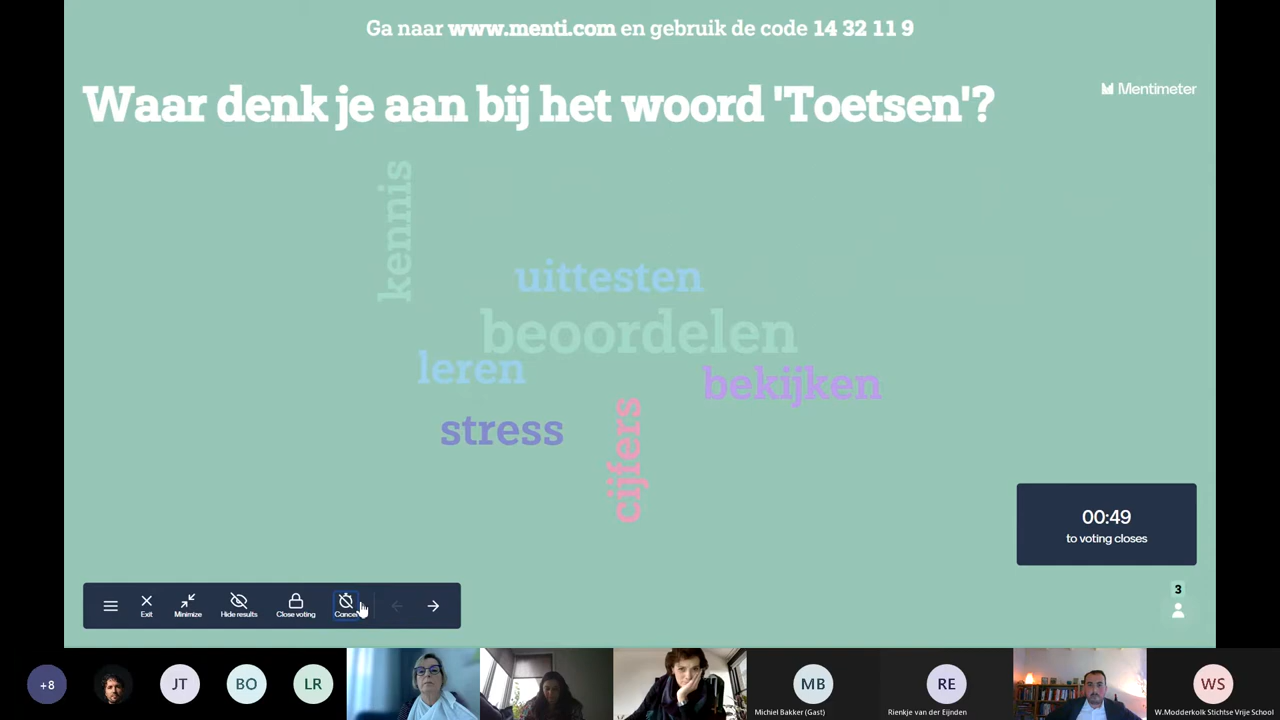 Ga naar www.menti.com en gebruik de code 14 32 11 9
Waar denk je aan bij het woord 'Toetsen'?
Mentimeter
kennis
uittesten
beoordelen
leren
bekijken
stress
cijfers
00:49
to voting closes
Exit
Minimize
Hide results
Close voting
Cancel
3
+8
JT
BO
LR
MB
Michiel Bakker (Gast)
RE
Rienkje van der Eijnden
WS
W.Modderkolk Stichtse Vrije School